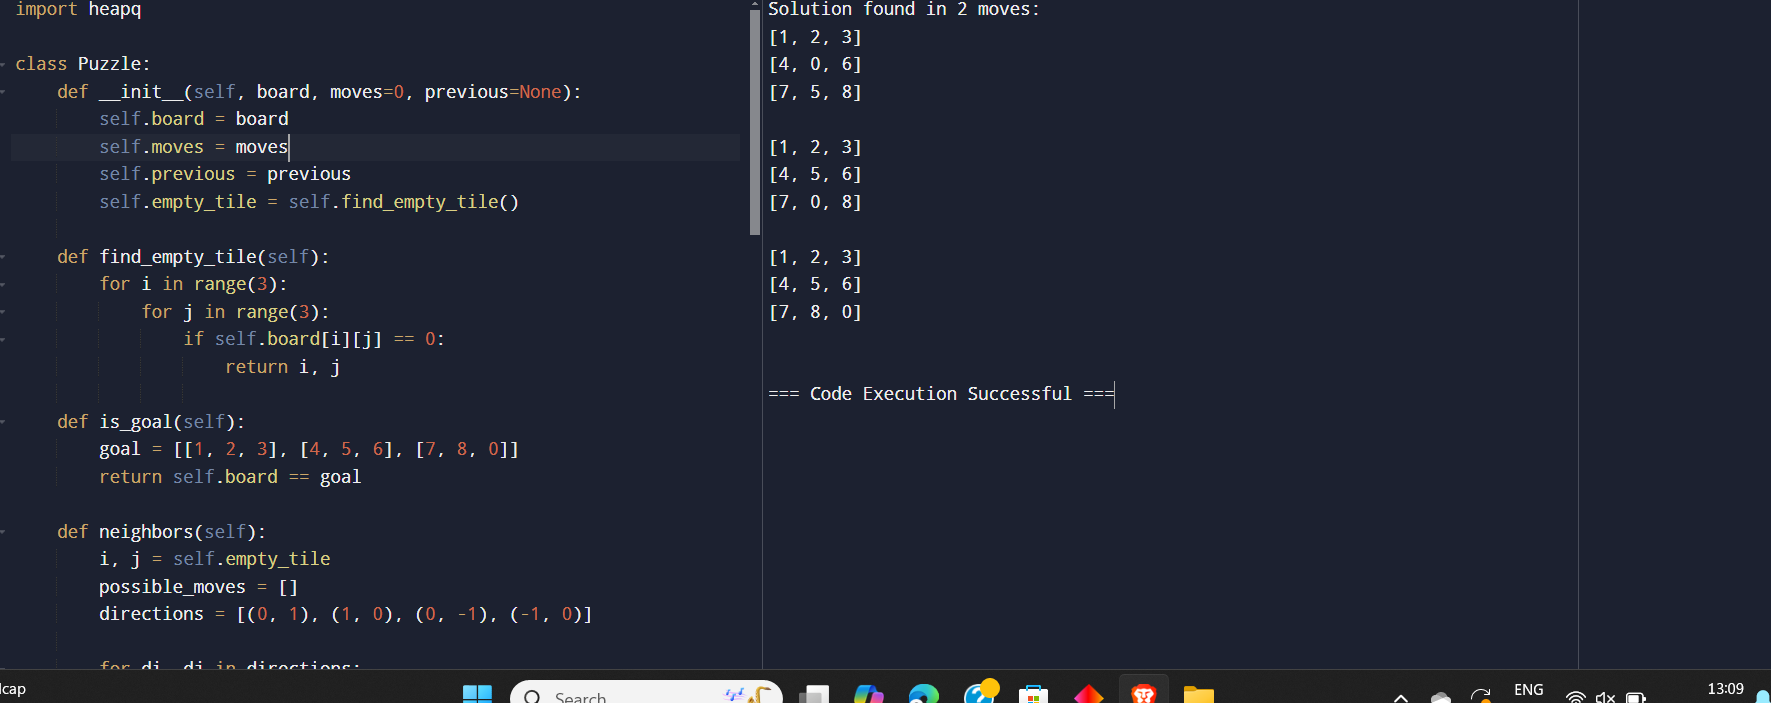 import heapq
class Puzzle:
def __init__(self, board, moves=0, previous=None):
self.board = board
self.moves = moves
self.previous = previous
self.empty_tile = self.find_empty_tile()
def find_empty_tile(self):
for i in range(3):
for j in range(3):
if self.board[i][j] == 0:
return i, j
def is_goal(self):
goal = [[1, 2, 3], [4, 5, 6], [7, 8, 0]]
return self.board == goal
def neighbors(self):
i, j = self.empty_tile
possible_moves = []
directions = [(0, 1), (1, 0), (0, -1), (-1, 0)]
for di, dj in directions:
Solution found in 2 moves:
[1, 2, 3]
[4, 0, 6]
[7, 5, 8]
[1, 2, 3]
[4, 5, 6]
[7, 0, 8]
[1, 2, 3]
[4, 5, 6]
[7, 8, 0]
=== Code Execution Successful ===
cap
Search
ENG
13:09